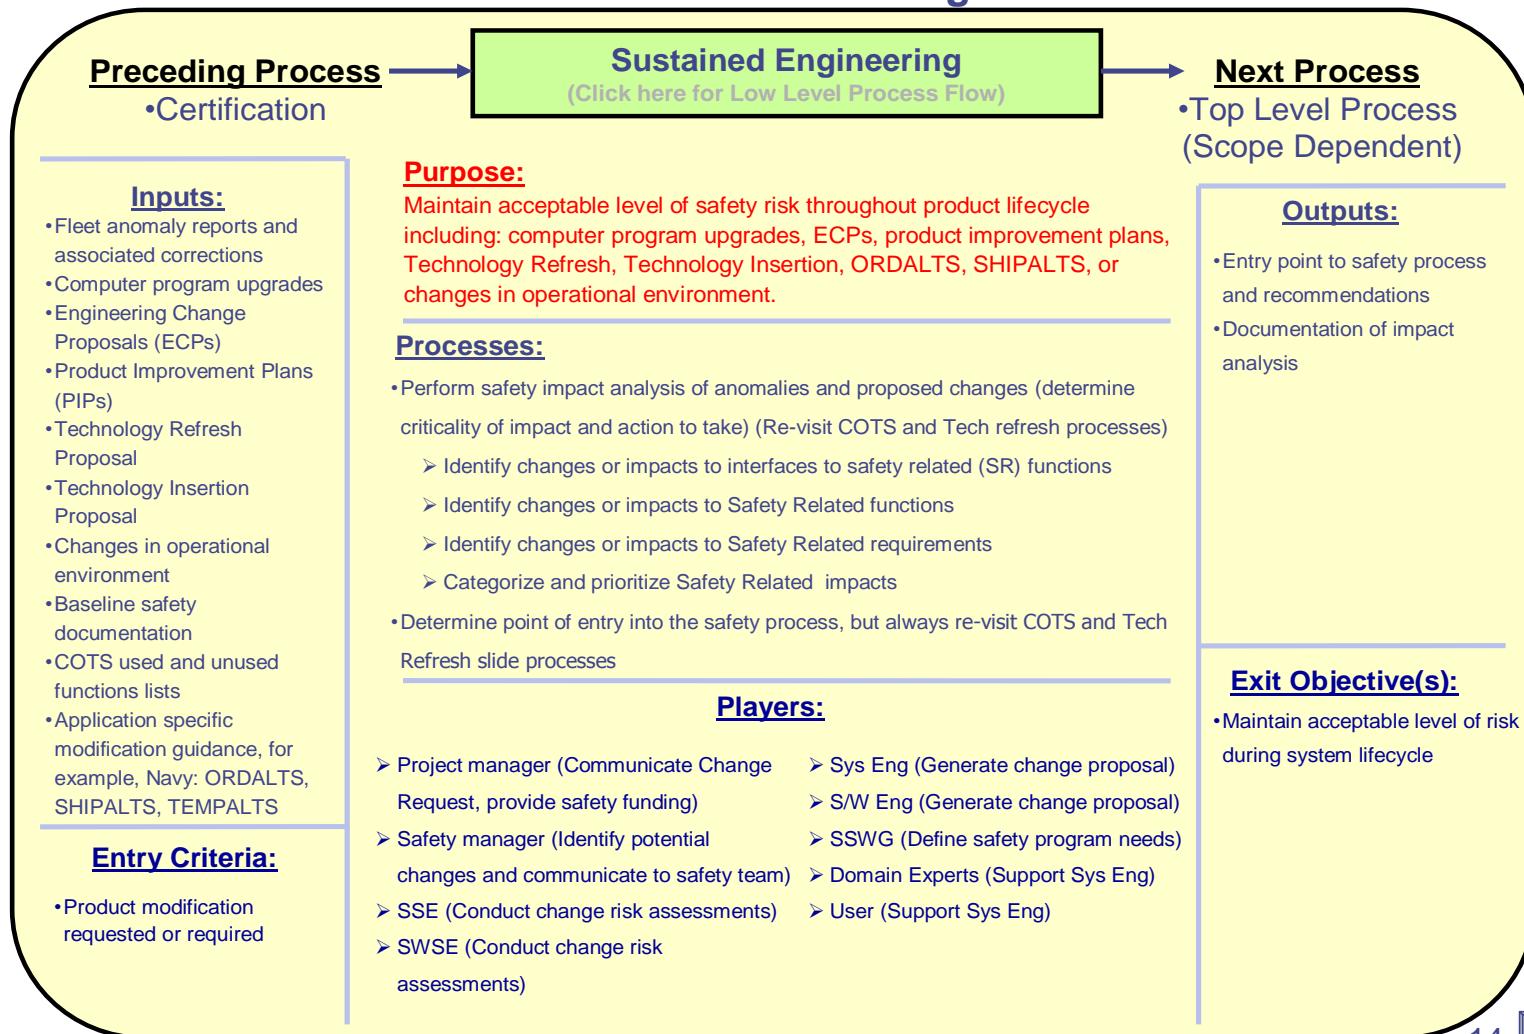 Preceding Process
•Certification
Sustained Engineering
(Click here for Low Level Process Flow)
Next Process
•Top Level Process
(Scope Dependent)
Inputs:
•Fleet anomaly reports and
associated corrections
•Computer program upgrades
•Engineering Change
Proposals (ECPs)
•Product Improvement Plans
(PIPs)
•Technology Refresh
Proposal
•Technology Insertion
Proposal
•Changes in operational
environment
•Baseline safety
documentation
•COTS used and unused
functions lists
•Application specific
modification guidance, for
example, Navy: ORDALTS,
SHIPALTS, TEMPALTS
Entry Criteria:
•Product modification
requested or required
Purpose:
Maintain acceptable level of safety risk throughout product lifecycle
including: computer program upgrades, ECPs, product improvement plans,
Technology Refresh, Technology Insertion, ORDALTS, SHIPALTS, or
changes in operational environment.
Processes:
•Perform safety impact analysis of anomalies and proposed changes (determine
criticality of impact and action to take) (Re-visit COTS and Tech refresh processes)
➢ Identify changes or impacts to interfaces to safety related (SR) functions
➢ Identify changes or impacts to Safety Related functions
➢ Identify changes or impacts to Safety Related requirements
➢ Categorize and prioritize Safety Related impacts
•Determine point of entry into the safety process, but always re-visit COTS and Tech
Refresh slide processes
Players:
➢ Project manager (Communicate Change
Request, provide safety funding)
➢ Safety manager (Identify potential
changes and communicate to safety team)
➢ SSE (Conduct change risk assessments)
➢ SWSE (Conduct change risk
assessments)
➢ Sys Eng (Generate change proposal)
➢ S/W Eng (Generate change proposal)
➢ SSWG (Define safety program needs)
➢ Domain Experts (Support Sys Eng)
➢ User (Support Sys Eng)
Outputs:
•Entry point to safety process
and recommendations
•Documentation of impact
analysis
Exit Objective(s):
•Maintain acceptable level of risk
during system lifecycle